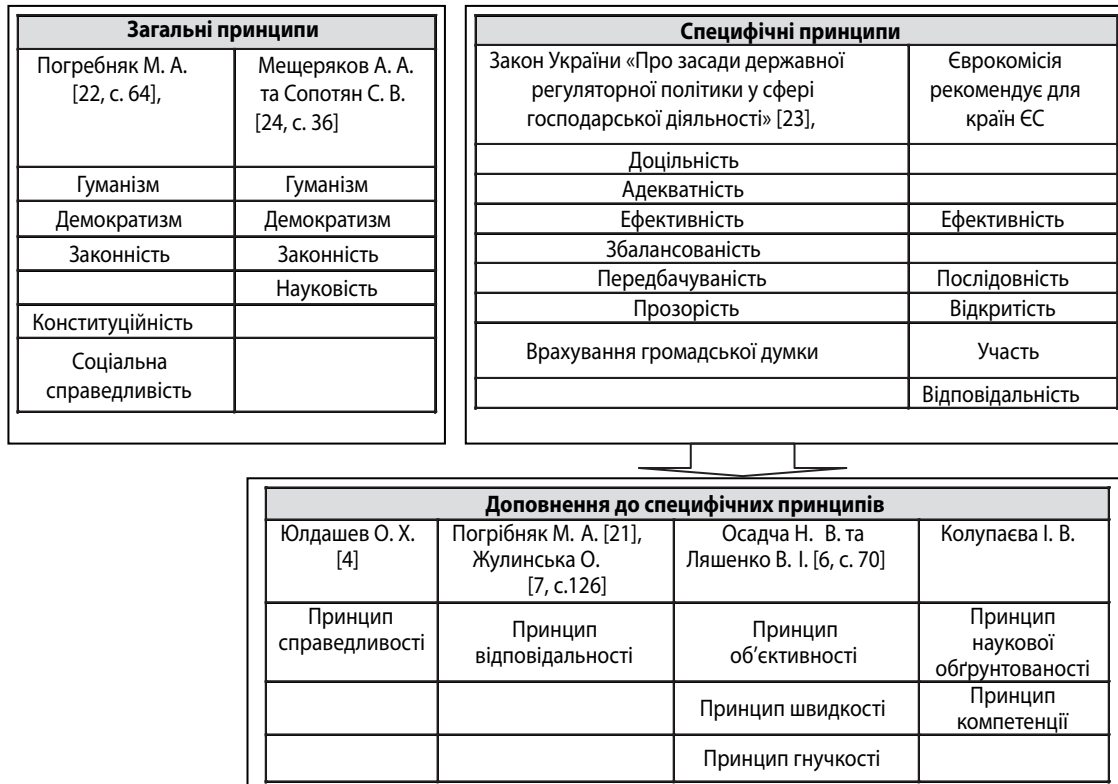 Загальні принципи
Погребняк М. А.
[22, с. 64],
Мещеряков А. А.
та Сопотян С. В.
[24, с. 36]
Гуманізм
Гуманізм
Демократизм
Демократизм
Законність
Законність
Науковість
Конституційність
Соціальна
справедливість
Специфічні принципи
Закон України «Про засади державної
регуляторної політики у сфері
господарської діяльності» [23],
Єврокомісія
рекомендує для
країн ЄС
Доцільність
Адекватність
Ефективність
Ефективність
Збалансованість
Передбачуваність
Послідовність
Прозорість
Відкритість
Врахування громадської думки
Участь
Відповідальність
Доповнення до специфічних принципів
Юлдашев О. Х.
[4]
Погрібняк М. А. [21],
Жулинська О.
[7, с.126]
Осадча Н. В. та
Ляшенко В. І. [6, с. 70]
Колупаєва І. В.
Принцип
справедливості
Принцип
відповідальності
Принцип
об’єктивності
Принцип
наукової
обґрунтованості
Принцип швидкості
Принцип
компетенції
Принцип гнучкості